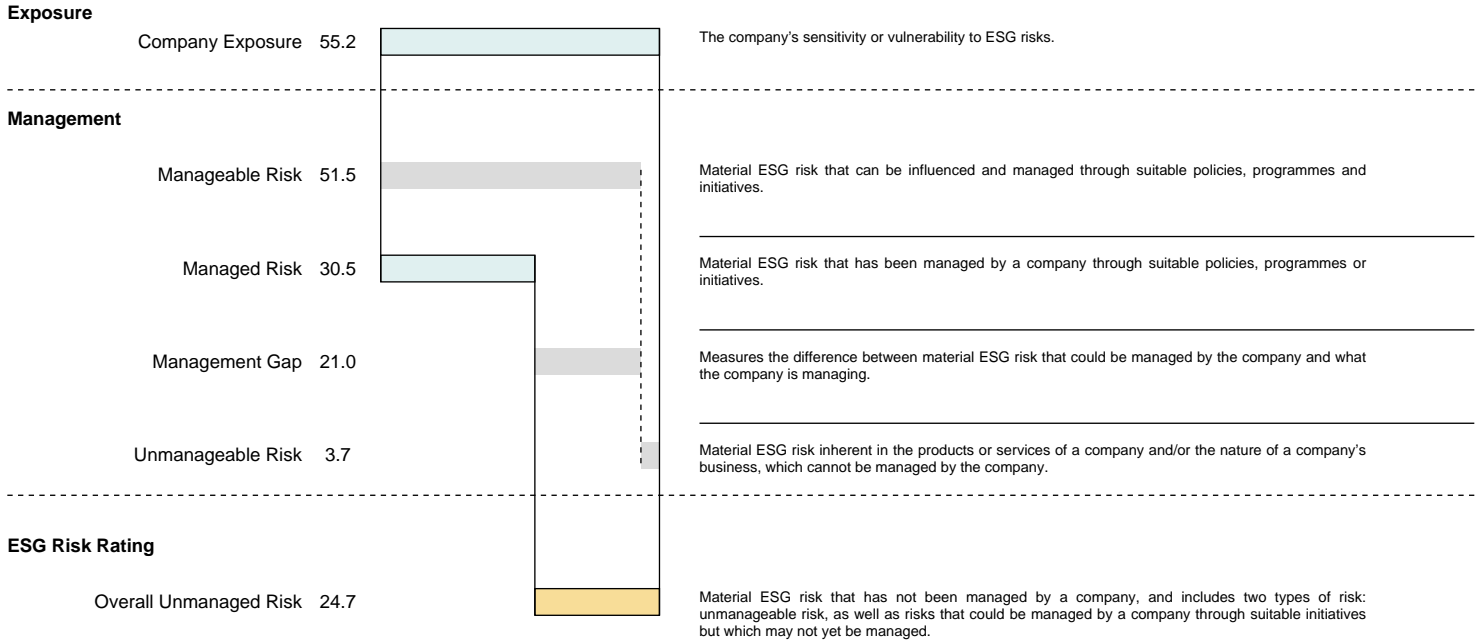 Exposure
Company Exposure 55.2
The company’s sensitivity or vulnerability to ESG risks.
Management
Manageable Risk 51.5
Material ESG risk that can be influenced and managed through suitable policies, programmes and
initiatives.
Managed Risk 30.5
Material ESG risk that has been managed by a company through suitable policies, programmes or
initiatives.
Management Gap 21.0
Measures the difference between material ESG risk that could be managed by the company and what
the company is managing.
Unmanageable Risk 3.7
Material ESG risk inherent in the products or services of a company and/or the nature of a company’s
business, which cannot be managed by the company.
ESG Risk Rating
Overall Unmanaged Risk 24.7
Material ESG risk that has not been managed by a company, and includes two types of risk:
unmanageable risk, as well as risks that could be managed by a company through suitable initiatives
but which may not yet be managed.